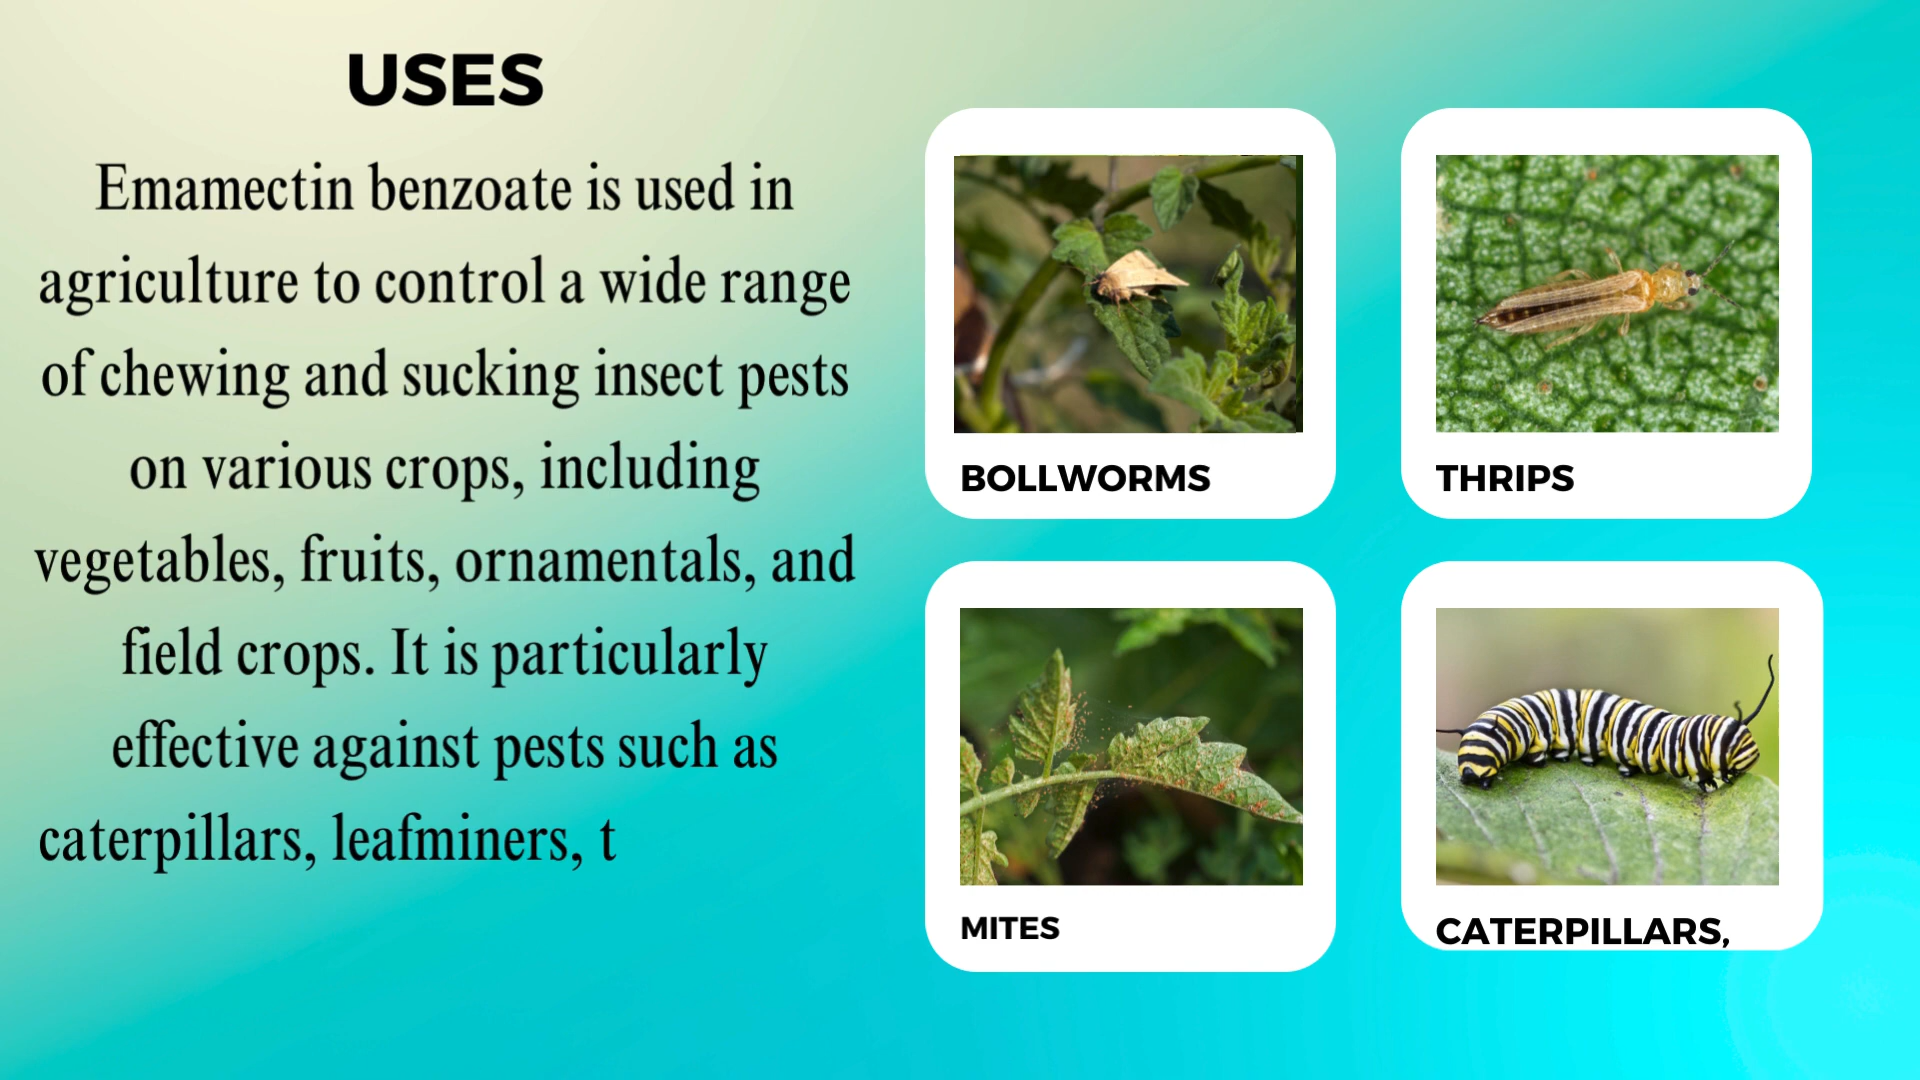 USES
Emamectin benzoate is used in
agriculture to control a wide range
of chewing and sucking insect pests
on various crops, including
vegetables, fruits, ornamentals, and
field crops. It is particularly
effective against pests such as
caterpillars, leafminers, t
BOLLWORMS
THRIPS
MITES
CATERPILLARS,